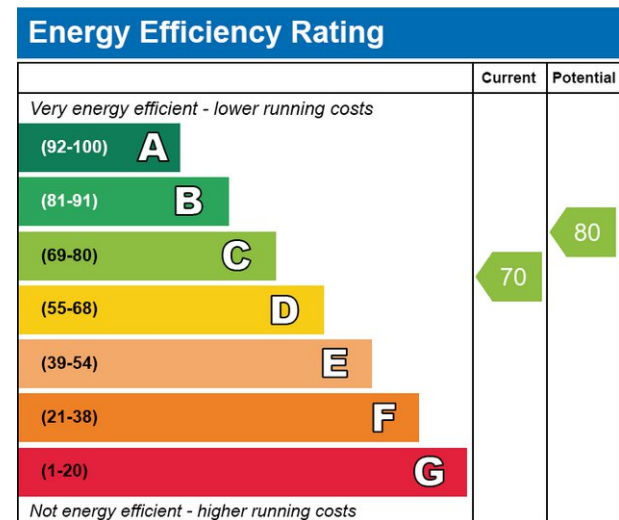 Energy Efficiency Rating
Current Potential
Very energy efficient - lower running costs
(92-100) A
(81-91) B
80
(69-80) C
70
(55-68) D
(39-54) E
(21-38) F
(1-20) G
Not energy efficient - higher running costs